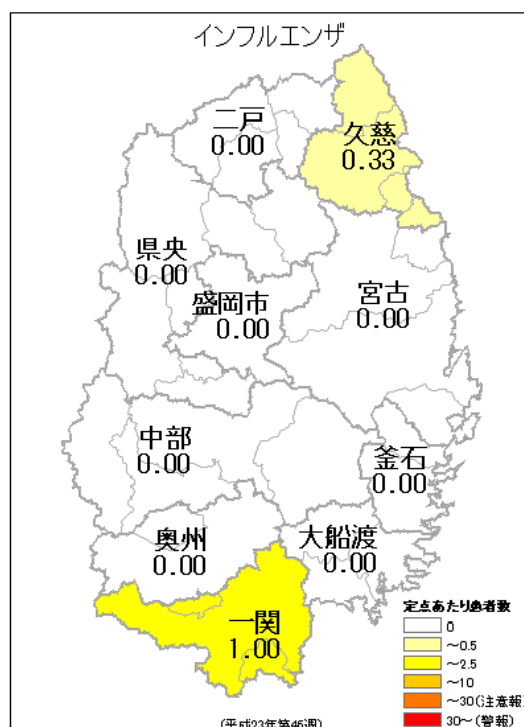 インフルエンザ
二戸
0.00
久慈
0.33
県央
0.00
盛岡市
0.00
宮古
0.00
中部
0.00
釜石
0.00
奥州
0.00
大船渡
0.00
一関
1.00
定点あたり患者数
0
～0.5
～2.5
～10
～30(注意報)
30～(警報)
(平成23年第46週)